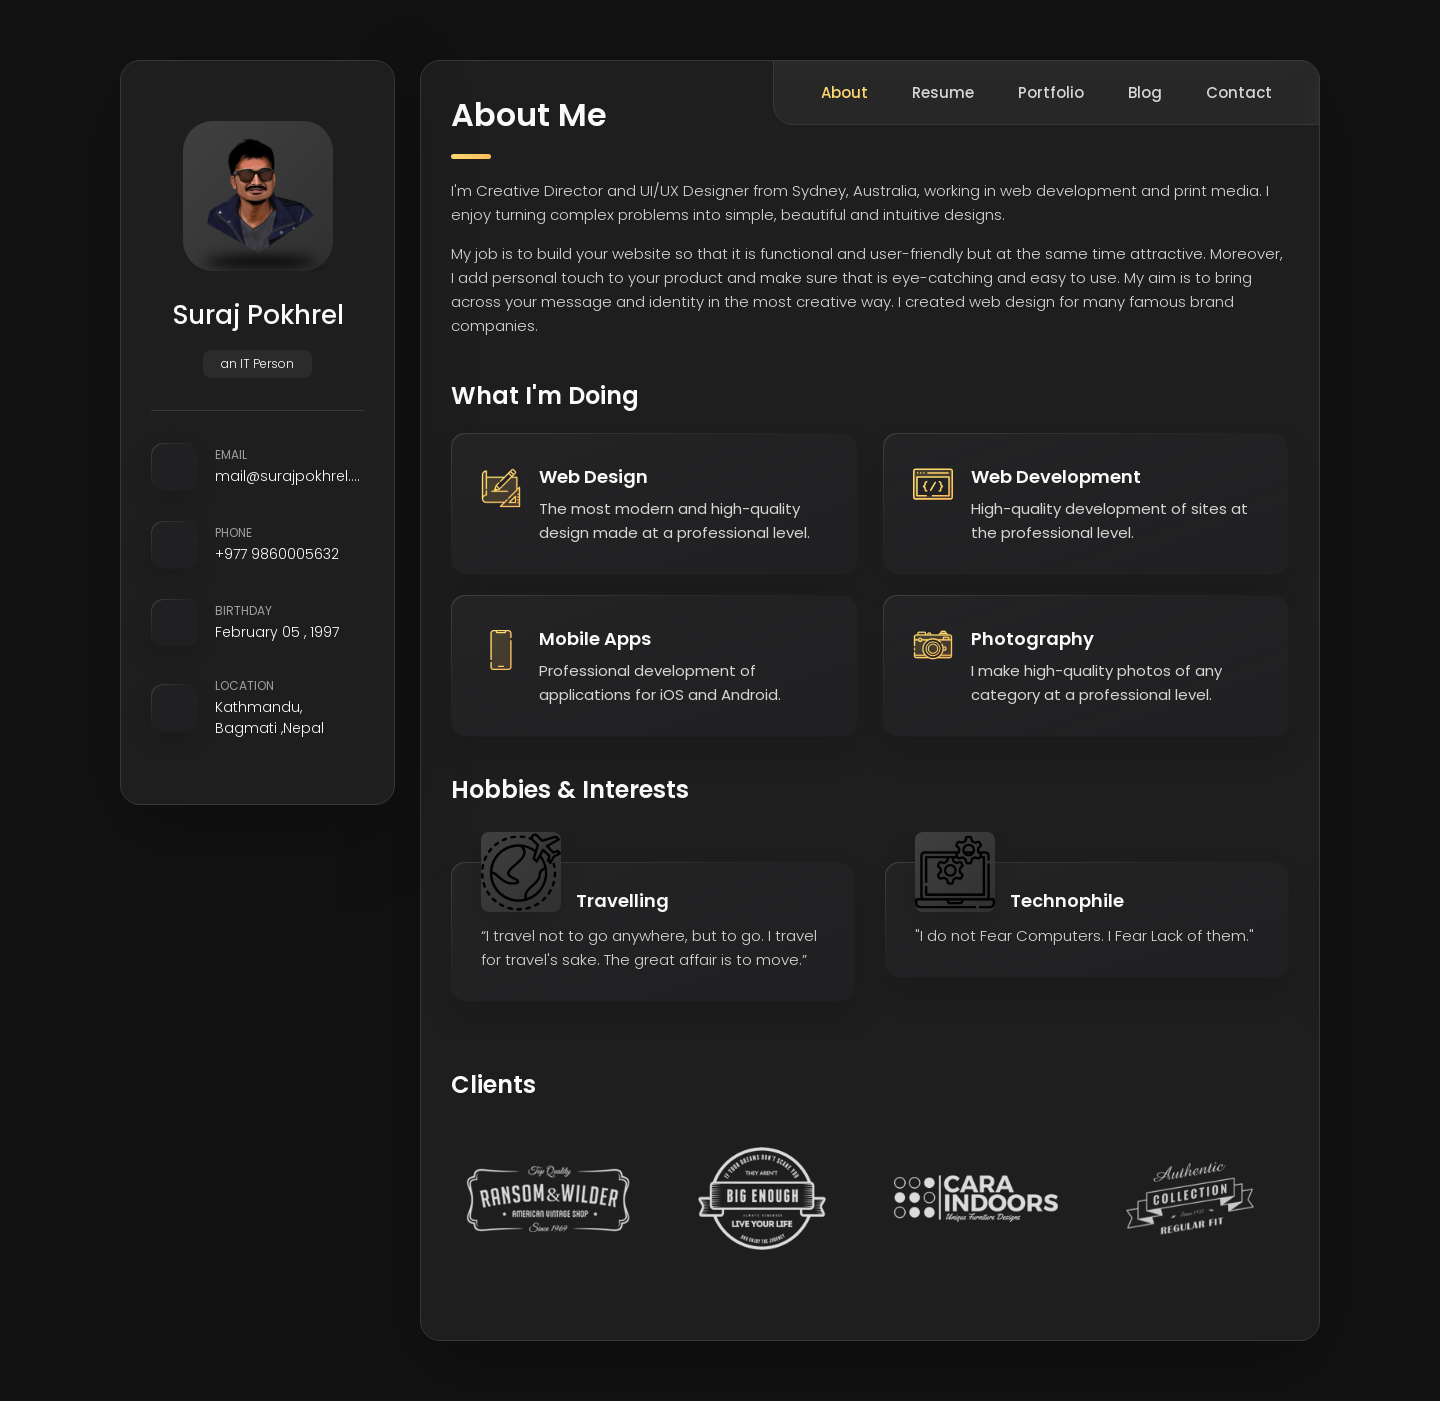 Suraj Pokhrel
an IT Person
EMAIL
mail@surajpokhrel....
PHONE
+977 9860005632
BIRTHDAY
February 05 , 1997
LOCATION
Kathmandu,
Bagmati ,Nepal
About Resume Portfolio Blog Contact
About Me
I'm Creative Director and UI/UX Designer from Sydney, Australia, working in web development and print media. I
enjoy turning complex problems into simple, beautiful and intuitive designs.
My job is to build your website so that it is functional and user-friendly but at the same time attractive. Moreover,
I add personal touch to your product and make sure that is eye-catching and easy to use. My aim is to bring
across your message and identity in the most creative way. I created web design for many famous brand
companies.
What I'm Doing
Web Design
The most modern and high-quality
design made at a professional level.
Web Development
High-quality development of sites at
the professional level.
Mobile Apps
Professional development of
applications for iOS and Android.
Photography
I make high-quality photos of any
category at a professional level.
Hobbies & Interests
Travelling
“I travel not to go anywhere, but to go. I travel
for travel's sake. The great affair is to move.”
Technophile
"I do not Fear Computers. I Fear Lack of them."
Clients
Top Quality
RANSOM & WILDER
AMERICAN VINTAGE SHOP
Since 1969
IF YOUR DREAMS DON'T SCARE YOU
THEY AREN'T
BIG ENOUGH
ALWAYS REMEMBER
LIVE YOUR LIFE
AND ENJOY THE JOURNEY
CARA
INDOORS
Unique Furniture Designs
Authentic
COLLECTION
REGULAR FIT